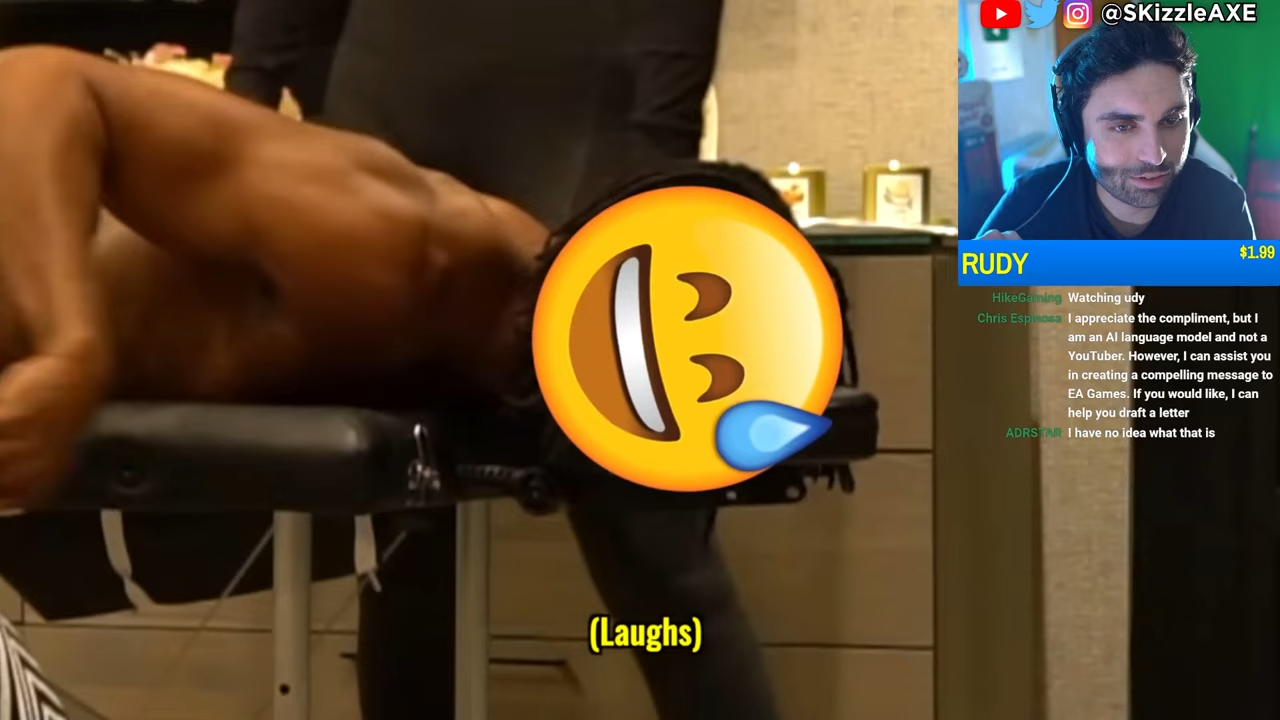 @SKizzleAXE
RUDY
$1.99
HikeGaming Watching udy
Chris Espinosa I appreciate the compliment, but I
am an AI language model and not a
YouTuber. However, I can assist you
in creating a compelling message to
EA Games. If you would like, I can
help you draft a letter
ADRSTAR I have no idea what that is
(Laughs)